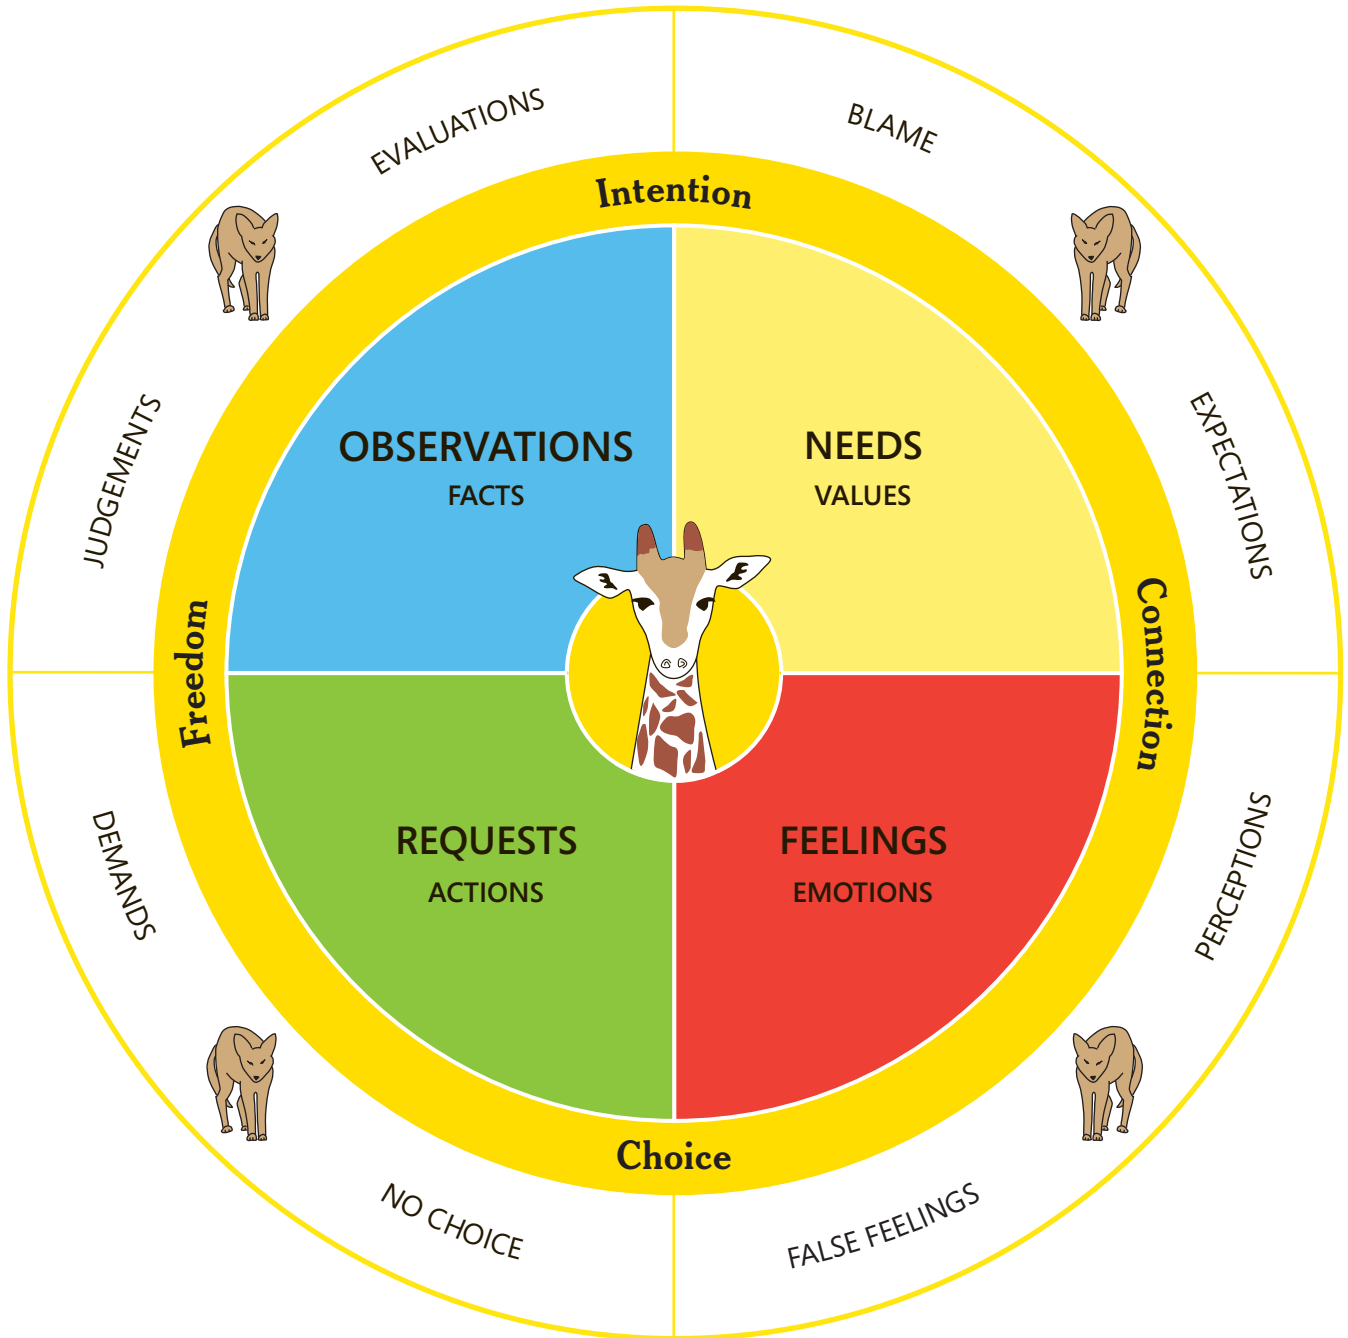 EVALUATIONS
BLAME
Intention
JUDGEMENTS
EXPECTATIONS
OBSERVATIONS
FACTS
NEEDS
VALUES
Freedom
Connection
REQUESTS
ACTIONS
FEELINGS
EMOTIONS
DEMANDS
PERCEPTIONS
Choice
NO CHOICE
FALSE FEELINGS